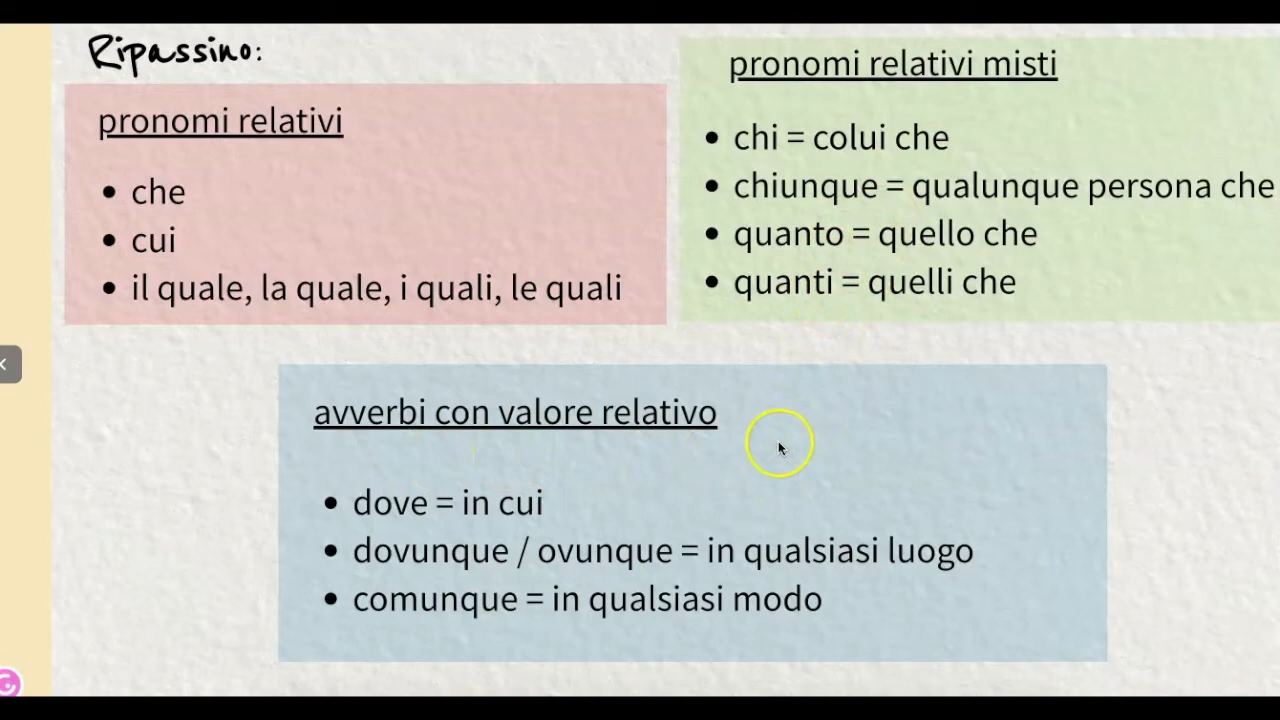 Ripassino:
pronomi relativi
• che
• cui
• il quale, la quale, i quali, le quali
pronomi relativi misti
• chi = colui che
• chiunque = qualunque persona che
• quanto = quello che
• quanti = quelli che
avverbi con valore relativo
• dove = in cui
• dovunque / ovunque = in qualsiasi luogo
• comunque = in qualsiasi modo